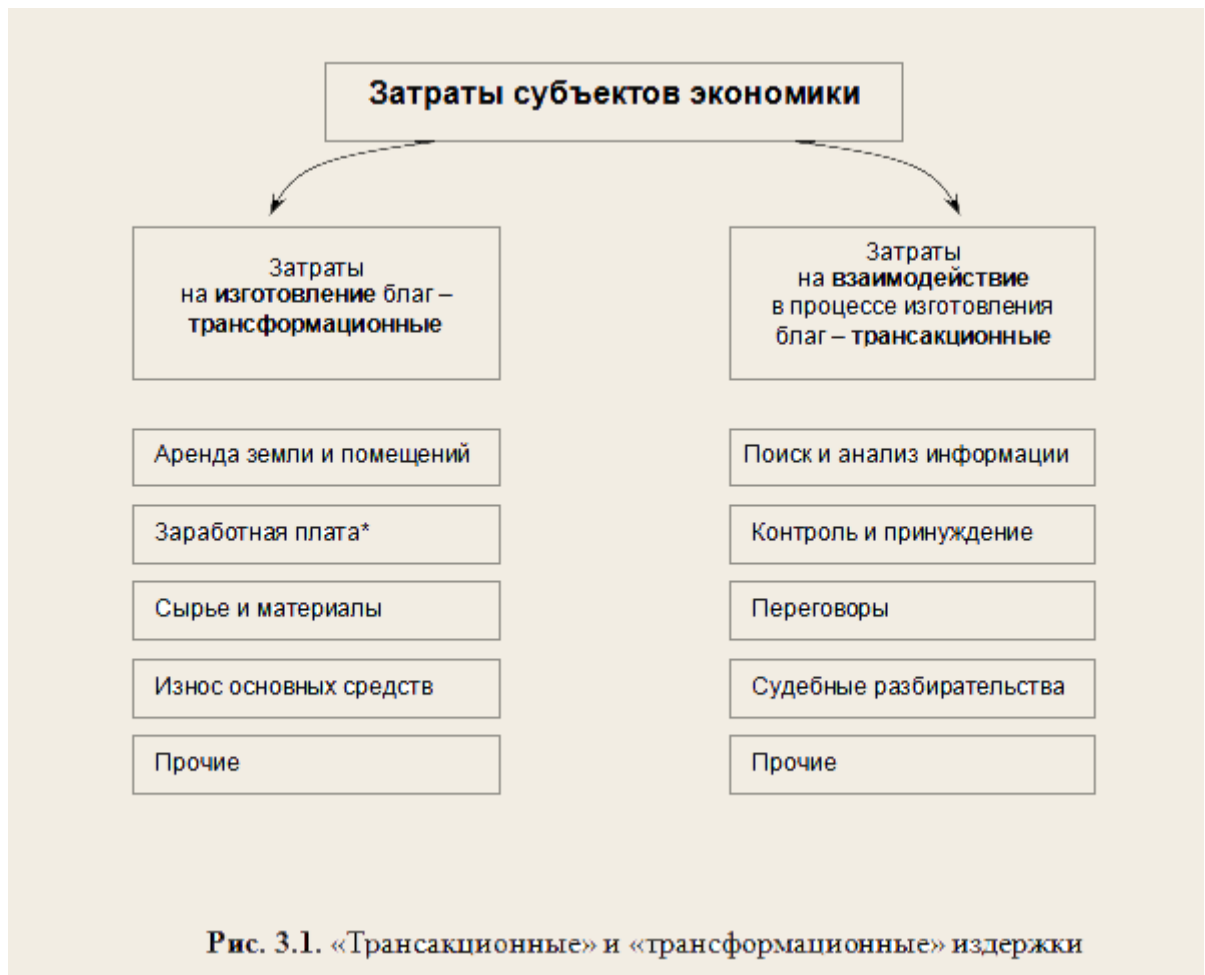 Затраты субъектов экономики
Затраты
на изготовление благ –
трансформационные
Затраты
на взаимодействие
в процессе изготовления
благ – трансакционные
Аренда земли и помещений
Заработная плата*
Сырье и материалы
Износ основных средств
Прочие
Поиск и анализ информации
Контроль и принуждение
Переговоры
Судебные разбирательства
Прочие
Рис. 3.1. «Трансакционные» и «трансформационные» издержки